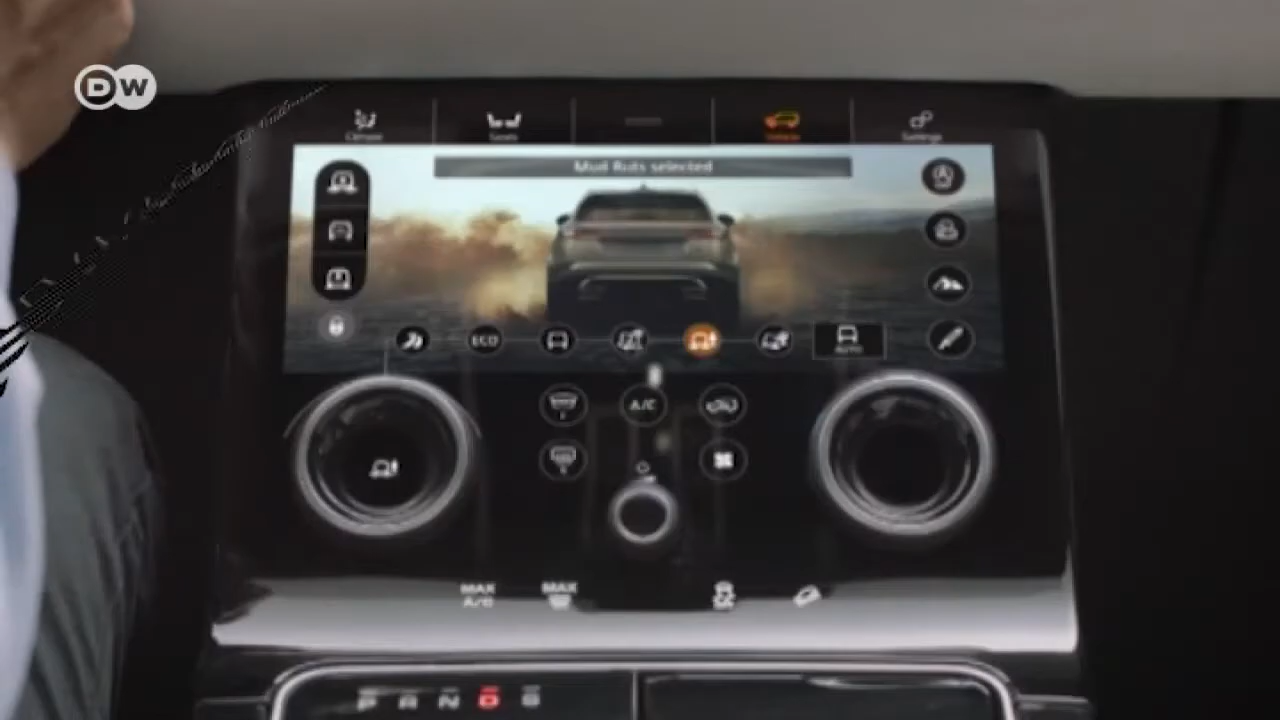 DW
Climate
Seats
Vehicle
Settings
Mud Ruts selected
ECO
AUTO
A/C
MAX
A/C
MAX
P R N D S